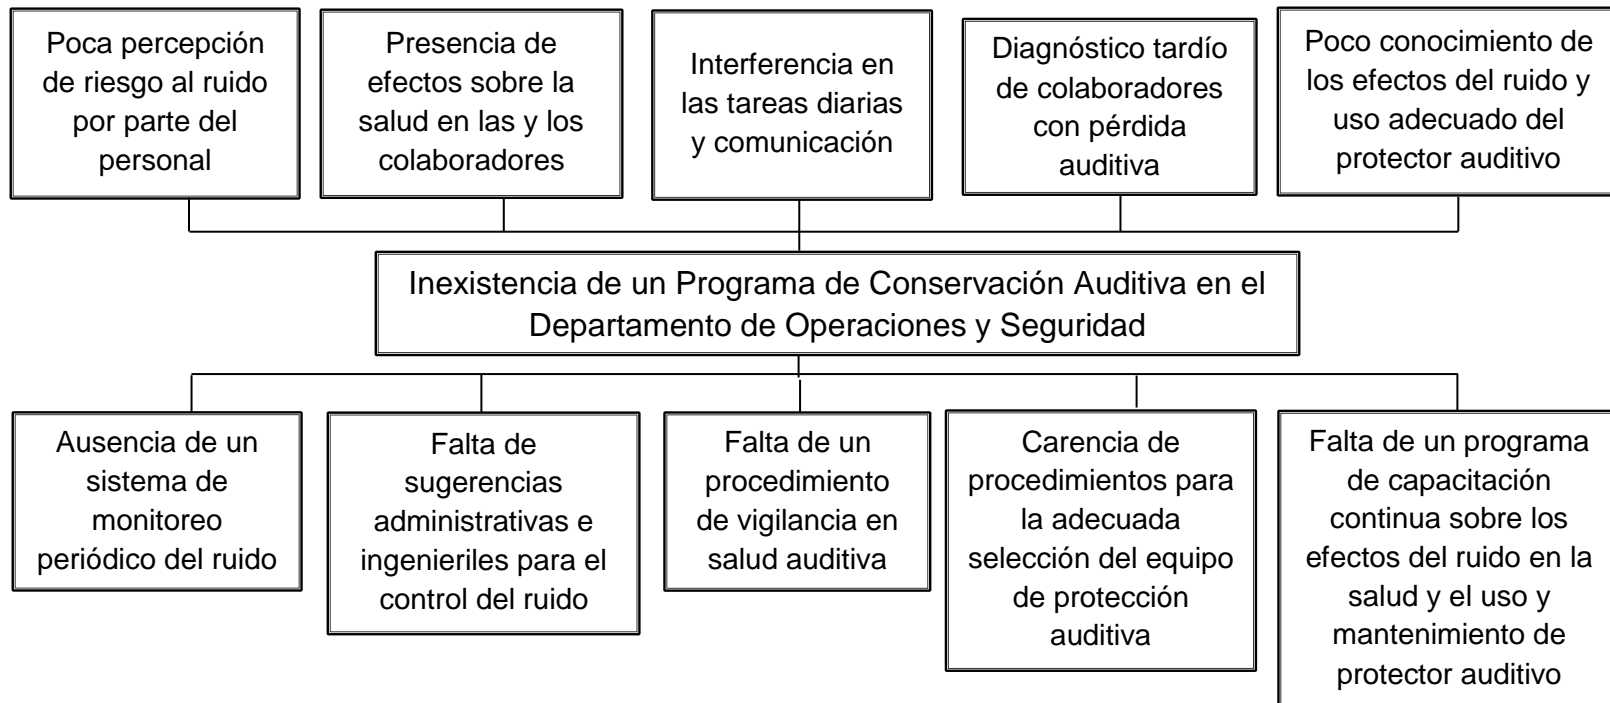 Poca percepción
de riesgo al ruido
por parte del
personal
Presencia de
efectos sobre la
salud en las y los
colaboradores
Interferencia en
las tareas diarias
y comunicación
Diagnóstico tardío
de colaboradores
con pérdida
auditiva
Poco conocimiento de
los efectos del ruido y
uso adecuado del
protector auditivo
Inexistencia de un Programa de Conservación Auditiva en el
Departamento de Operaciones y Seguridad
Ausencia de un
sistema de
monitoreo
periódico del ruido
Falta de
sugerencias
administrativas e
ingenieriles para el
control del ruido
Falta de un
procedimiento
de vigilancia en
salud auditiva
Carencia de
procedimientos para
la adecuada
selección del equipo
de protección
auditiva
Falta de un programa
de capacitación
continua sobre los
efectos del ruido en la
salud y el uso y
mantenimiento de
protector auditivo